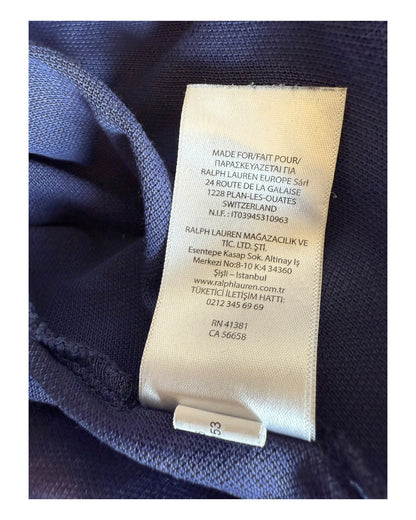 MADE FOR/FAIT POUR/
ΠΑΡΑΣΚΕΥΑΖΕΤΑΙ ΓΙΑ
RALPH LAUREN EUROPE Sárl
24 ROUTE DE LA GALAISE
1228 PLAN-LES-OUATES
SWITZERLAND
N.I.F. : IT03945310963
RALPH LAUREN MAĞAZACILIK VE
TİC. LTD. ŞTİ.
Esentepe Kasap Sok. Altinay İş
Merkezi No:8-10 K:4 34360
Şişli – İstanbul
www.ralphlauren.com.tr
TÜKETİCİ İLETİŞİM HATTI:
0212 345 69 69
RN 41381
CA 56658
53